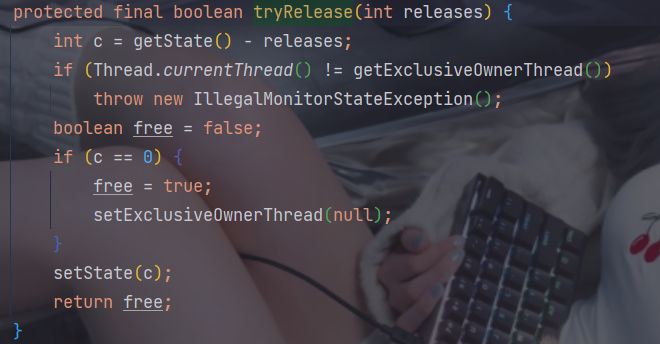 protected final boolean tryRelease(int releases) {
    int c = getState() - releases;
    if (Thread.currentThread() != getExclusiveOwnerThread())
        throw new IllegalMonitorStateException();
    boolean free = false;
    if (c == 0) {
        free = true;
        setExclusiveOwnerThread(null);
    }
    setState(c);
    return free;
}